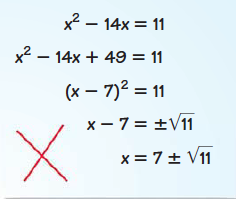 x² – 14x = 11
x² – 14x + 49 = 11
(x – 7)² = 11
x – 7 = ±√11
x = 7 ± √11